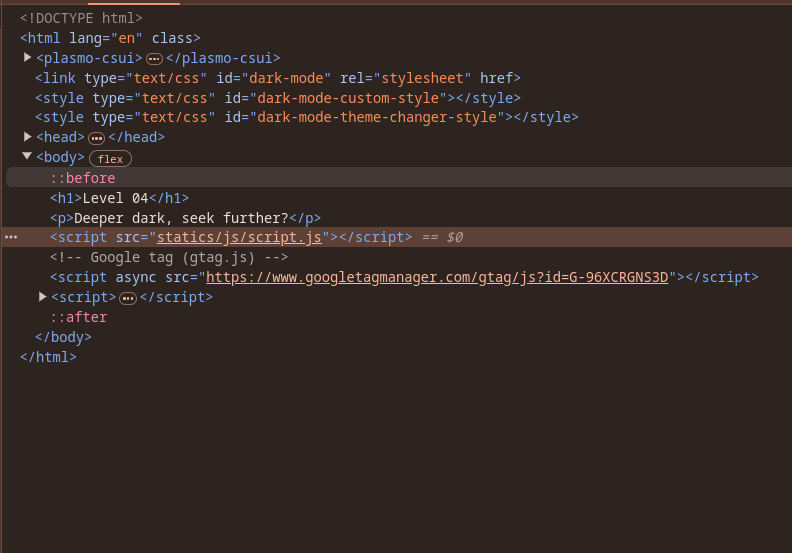 <!DOCTYPE html>
<html lang="en" class>
<plasmo-csui> ••• </plasmo-csui>
<link type="text/css" id="dark-mode" rel="stylesheet" href>
<style type="text/css" id="dark-mode-custom-style"></style>
<style type="text/css" id="dark-mode-theme-changer-style"></style>
<head> ••• </head>
<body> flex
::before
<h1>Level 04</h1>
<p>Deeper dark, seek further?</p>
••• <script src="statics/js/script.js"></script> == $0
<!-- Google tag (gtag.js) -->
<script async src="https://www.googletagmanager.com/gtag/js?id=G-96XCRGNS3D"></script>
<script> ••• </script>
::after
</body>
</html>